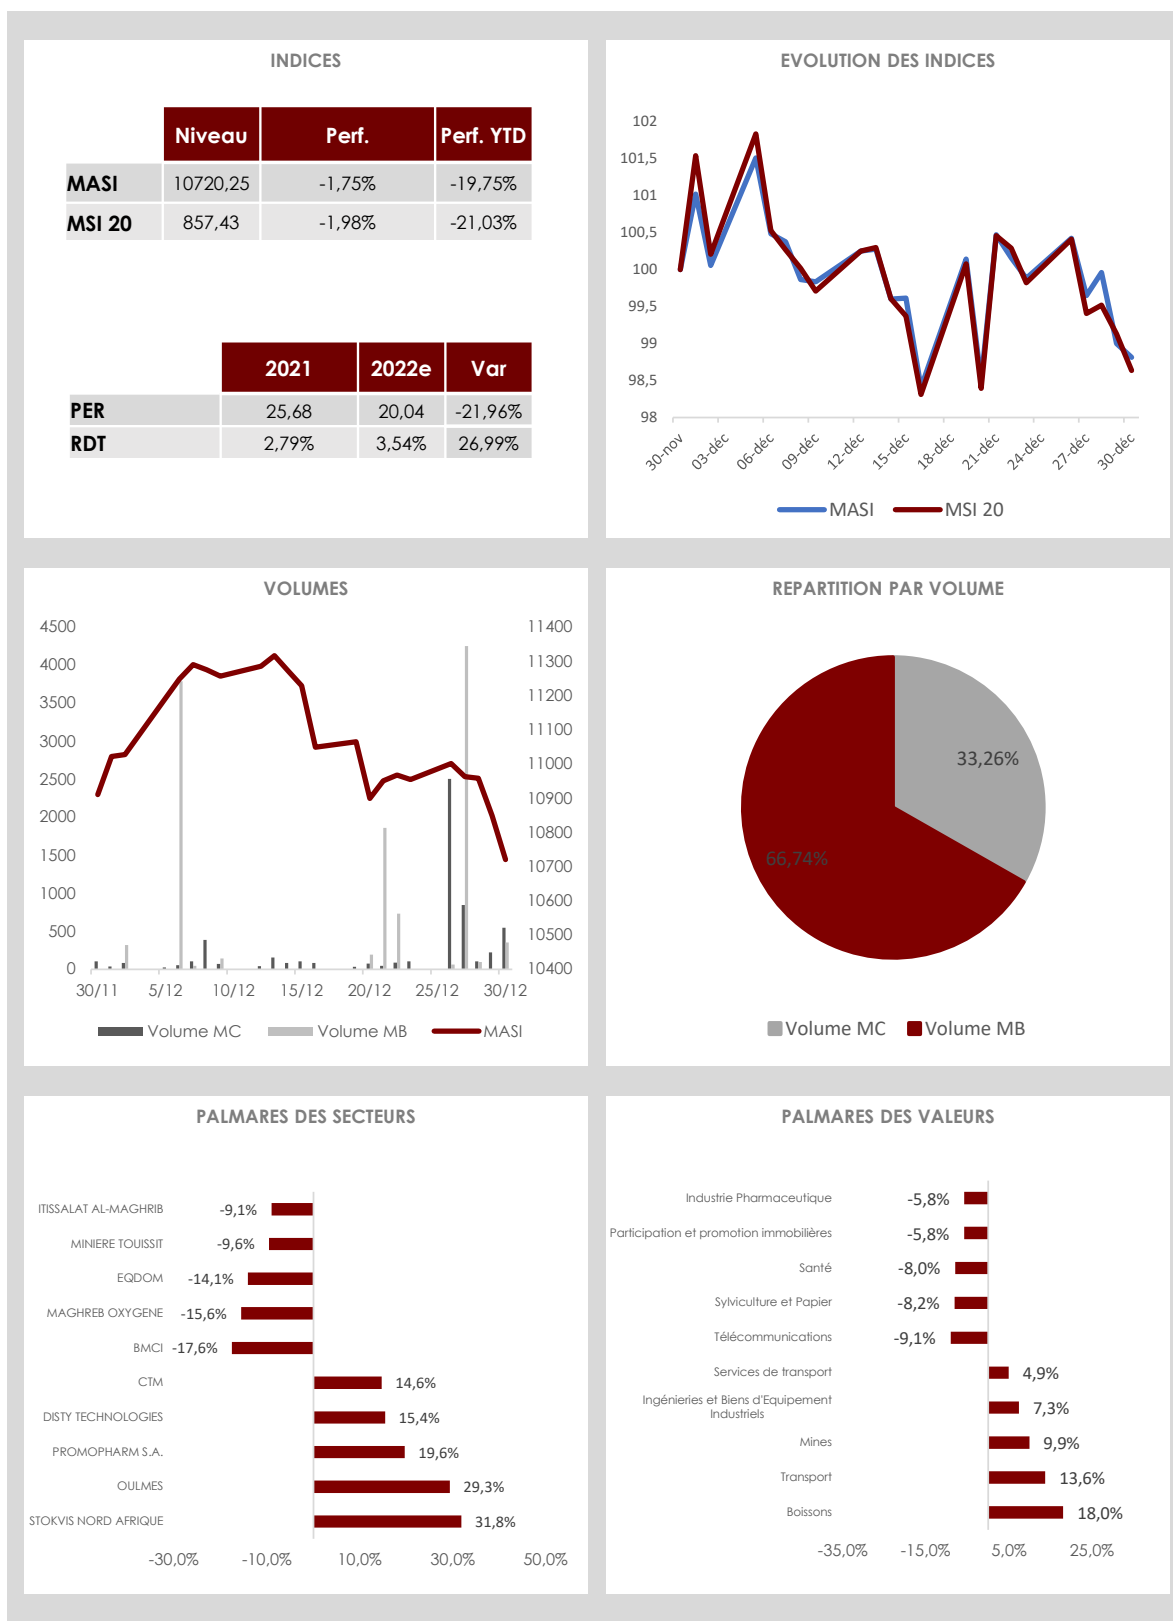 INDICES
Niveau Perf. Perf. YTD
MASI 10720,25 -1,75% -19,75%
MSI 20 857,43 -1,98% -21,03%
2021 2022e Var
PER 25,68 20,04 -21,96%
RDT 2,79% 3,54% 26,99%
EVOLUTION DES INDICES
102
101,5
101
100,5
100
99,5
99
98,5
98
30-nov 03-déc 06-déc 09-déc 12-déc 15-déc 18-déc 21-déc 24-déc 27-déc 30-déc
MASI MSI 20
VOLUMES
4500 11400
4000 11300
3500 11200
3000 11100
2500 11000
2000 10900
1500 10800
1000 10700
500 10600
0 10500
10400
30/11 5/12 10/12 15/12 20/12 25/12 30/12
Volume MC Volume MB MASI
REPARTITION PAR VOLUME
33,26%
66,74%
Volume MC Volume MB
PALMARES DES SECTEURS
ITISSALAT AL-MAGHRIB -9,1%
MINIERE TOUISSIT -9,6%
EQDOM -14,1%
MAGHREB OXYGENE -15,6%
BMCI -17,6%
CTM 14,6%
DISTY TECHNOLOGIES 15,4%
PROMOPHARM S.A. 19,6%
OULMES 29,3%
STOKVIS NORD AFRIQUE 31,8%
-30,0% -10,0% 10,0% 30,0% 50,0%
PALMARES DES VALEURS
Industrie Pharmaceutique -5,8%
Participation et promotion immobilières -5,8%
Santé -8,0%
Sylviculture et Papier -8,2%
Télécommunications -9,1%
Services de transport 4,9%
Ingénieries et Biens d'Equipement
Industriels 7,3%
Mines 9,9%
Transport 13,6%
Boissons 18,0%
-35,0% -15,0% 5,0% 25,0%